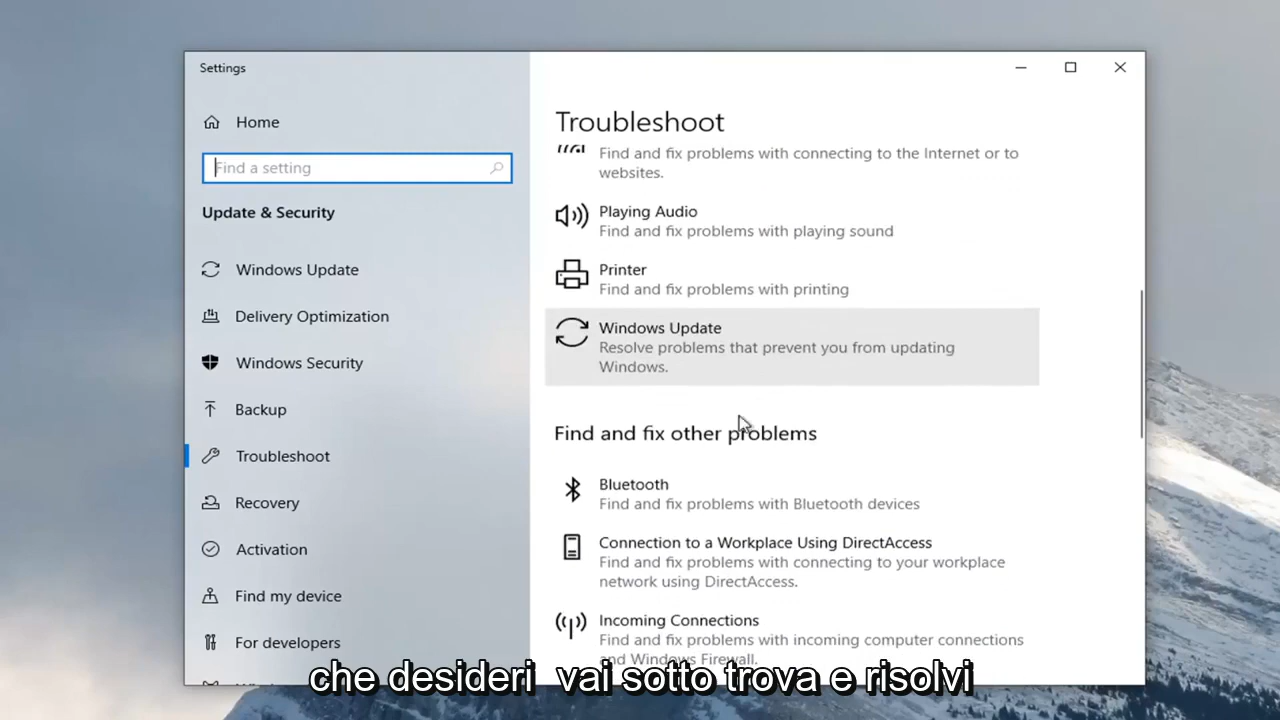 Settings
Home
Find a setting
Update & Security
Windows Update
Delivery Optimization
Windows Security
Backup
Troubleshoot
Recovery
Activation
Find my device
For developers
Troubleshoot
Find and fix problems with connecting to the Internet or to
websites.
Playing Audio
Find and fix problems with playing sound
Printer
Find and fix problems with printing
Windows Update
Resolve problems that prevent you from updating
Windows.
Find and fix other problems
Bluetooth
Find and fix problems with Bluetooth devices
Connection to a Workplace Using DirectAccess
Find and fix problems with connecting to your workplace
network using DirectAccess.
Incoming Connections
Find and fix problems with incoming computer connections
and Windows Firewall.
che desideri vai sotto trova e risolvi